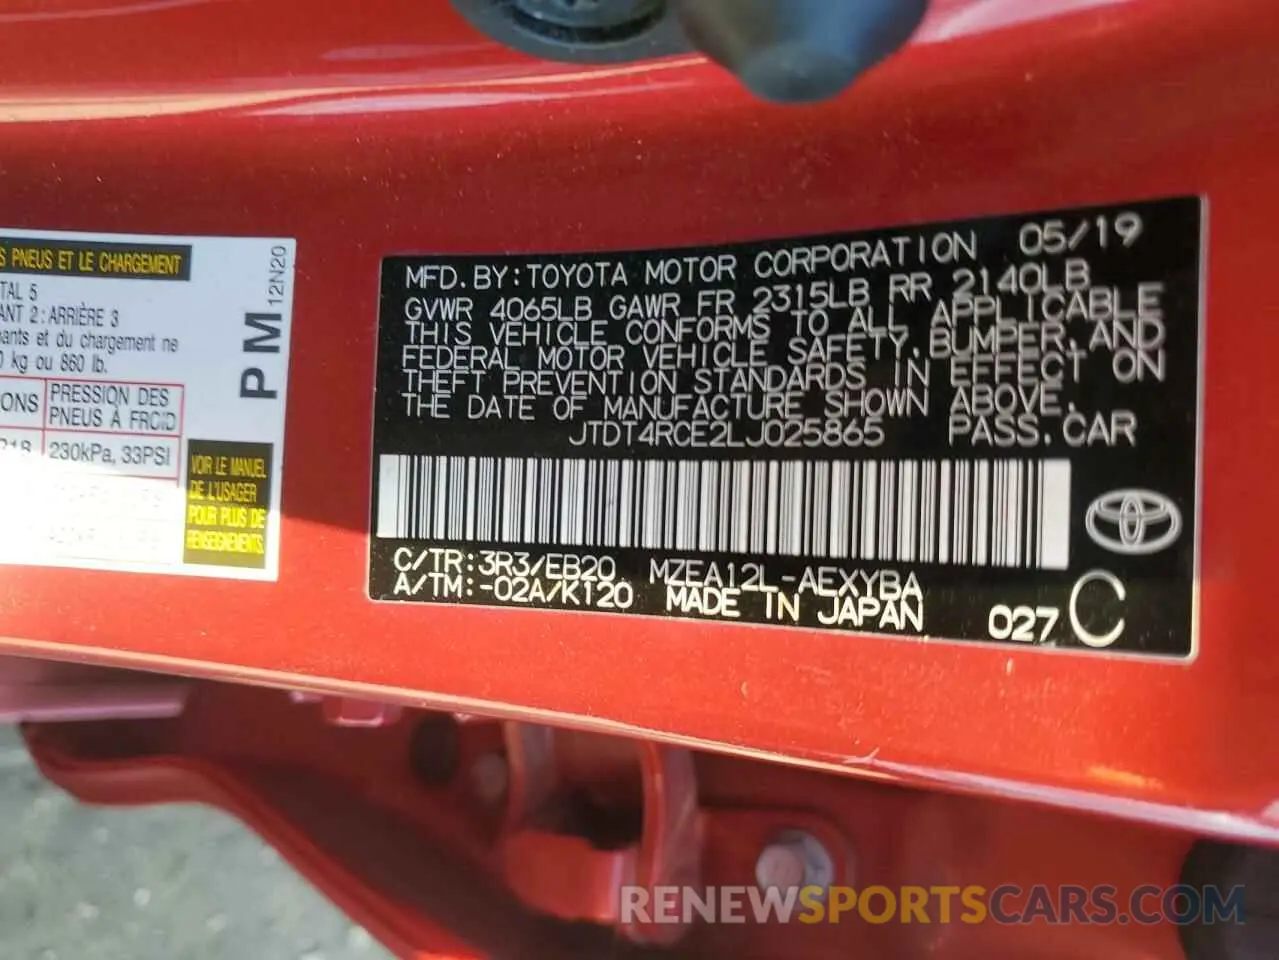 S PNEUS ET LE CHARGEMENT
TAL 5
ANT 2:ARRIÈRE 3
et du chargement ne
kg ou 860 lb.
PRESSION DES
PNEUS À FROID
230kPa, 33PSI
PM 12N20
VOIR LE MANUEL
DE L'USAGER
POUR PLUS DE
RENSEIGNEMENTS.
MFD. BY: TOYOTA MOTOR CORPORATION 05/19
GVWR 4065LB GAWR FR 2315LB RR 2140LB
THIS VEHICLE CONFORMS TO ALL APPLICABLE
FEDERAL MOTOR VEHICLE SAFETY, BUMPER, AND
THEFT PREVENTION STANDARDS IN EFFECT ON
THE DATE OF MANUFACTURE SHOWN ABOVE.
JTDT4RCE2LJ025865 PASS. CAR
C/TR: 3R3/EB20 MZEA12L-AEXYBA
A/TM:-02A/K120 MADE IN JAPAN 027 C
RENEWSPORTSCARS.COM